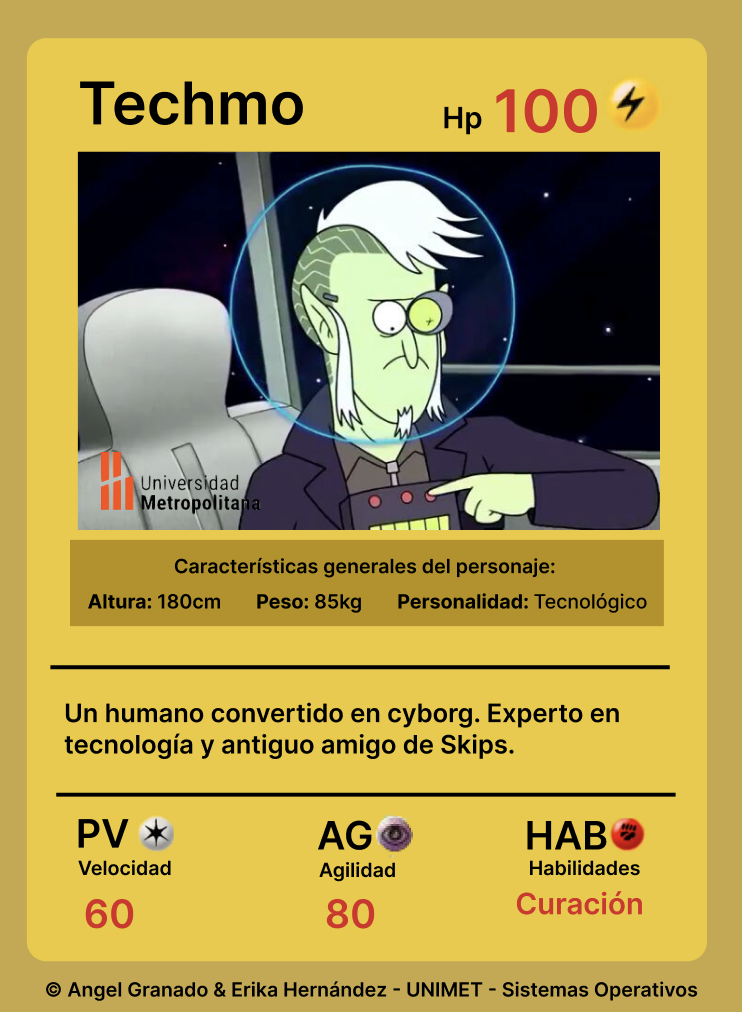 Techmo
Hp 100
Universidad
Metropolitana
Características generales del personaje:
Altura: 180cm Peso: 85kg Personalidad: Tecnológico
Un humano convertido en cyborg. Experto en
tecnología y antiguo amigo de Skips.
PV AG HAB
Velocidad Agilidad Habilidades
60 80 Curación
© Angel Granado & Erika Hernández - UNIMET - Sistemas Operativos